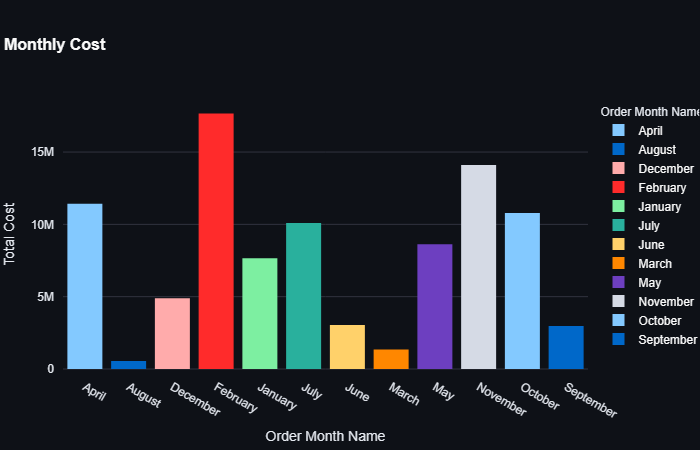 Monthly Cost
Order Month Name
April
August
December
February
January
July
June
March
May
November
October
September
15M
10M
5M
0
Total Cost
April
August
December
February
January
July
June
March
May
November
October
September
Order Month Name